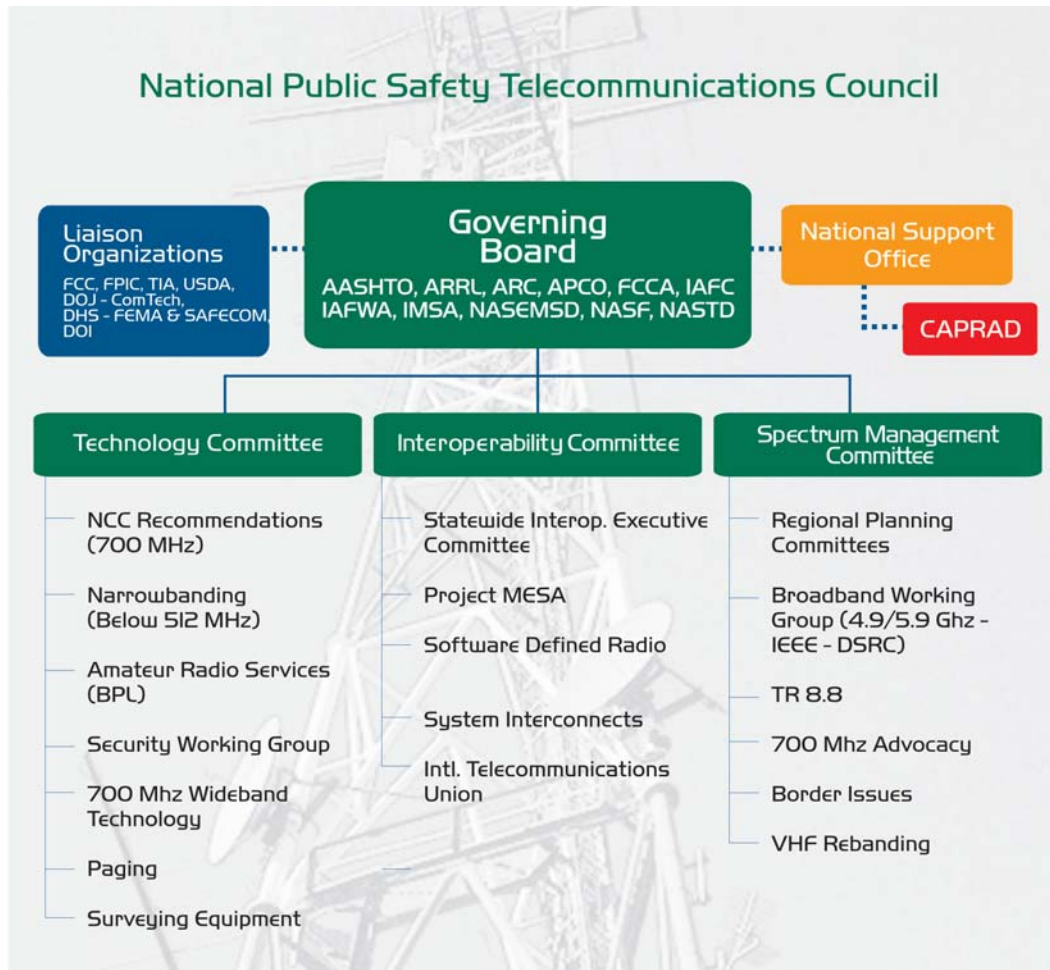 National Public Safety Telecommunications Council
Liaison
Organizations
FCC, FPIC, TIA, USDA,
DOJ - ComTech,
DHS - FEMA & SAFECOM,
DOI
Governing
Board
AASHTO, ARRL, ARC, APCO, FCCA, IAFC
IAFWA, IMSA, NASEMSD, NASF, NASTD
National Support
Office
CAPRAD
Technology Committee
NCC Recommendations
(700 MHz)
Narrowbanding
(Below 512 MHz)
Amateur Radio Services
(BPL)
Security Working Group
700 Mhz Wideband
Technology
Paging
Surveying Equipment
Interoperability Committee
Statewide Interop. Executive
Committee
Project MESA
Software Defined Radio
System Interconnects
Intl. Telecommunications
Union
Spectrum Management
Committee
Regional Planning
Committees
Broadband Working
Group (4.9/5.9 Ghz -
IEEE - DSRC)
TR 8.8
700 Mhz Advocacy
Border Issues
VHF Rebanding